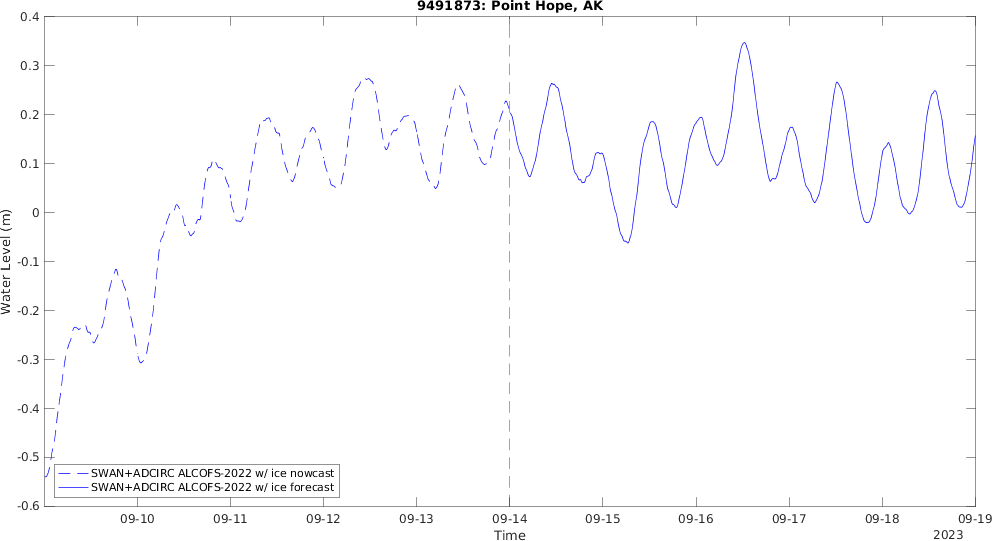 9491873: Point Hope, AK
0.4
0.3
0.2
0.1
0
-0.1
-0.2
-0.3
-0.4
-0.5
-0.6
Water Level (m)
SWAN+ADCIRC ALCOFS-2022 w/ ice nowcast
SWAN+ADCIRC ALCOFS-2022 w/ ice forecast
09-10 09-11 09-12 09-13 09-14 09-15 09-16 09-17 09-18 09-19
Time
2023